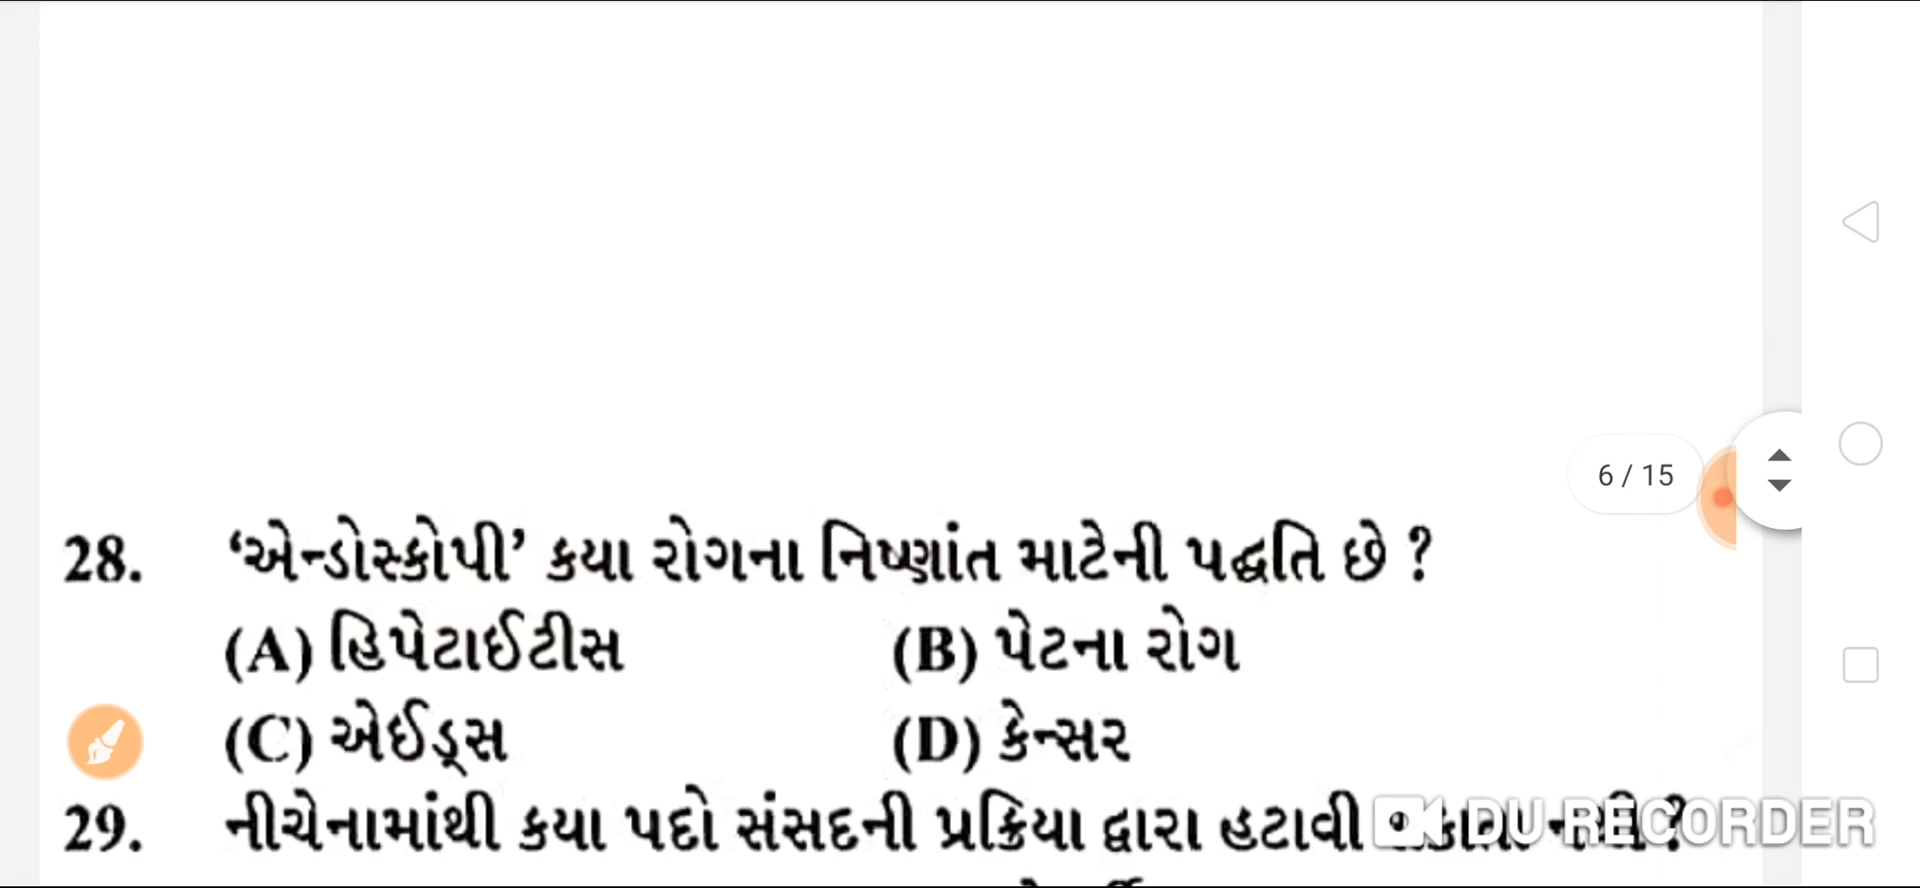 6 / 15
28. ‘એન્ડોસ્કોપી’ કયા રોગના નિષ્ણાંત માટેની પદ્ધતિ છે ?
(A) હિપેટાઈટીસ (B) પેટના રોગ
(C) એઈડ્સ (D) કેન્સર
29. નીચેનામાંથી કયા પદો સંસદની પ્રક્રિયા દ્વારા હટાવી ?
DU RECORDER